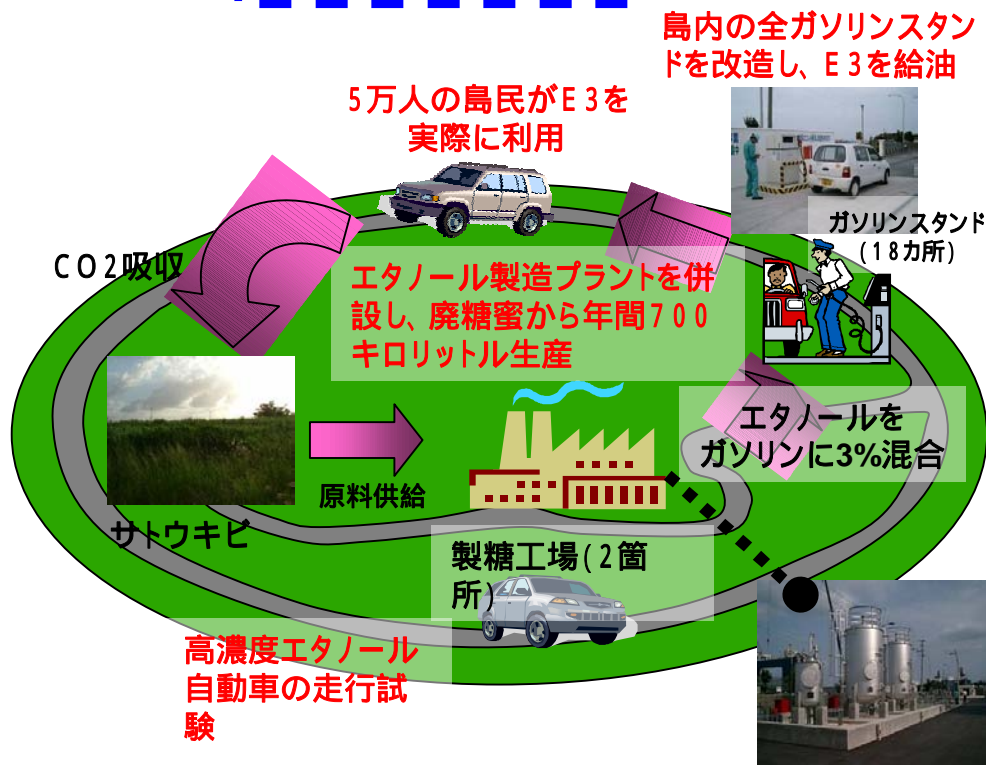 島内の全ガソリンスタン
ドを改造し、E3を給油
5万人の島民がE3を
実際に利用
ガソリンスタンド
(18カ所)
CO2吸収
エタノール製造プラントを併
設し、廃糖蜜から年間700
キロリットル生産
エタノールを
ガソリンに3%混合
原料供給
サトウキビ
製糖工場(2箇
所)
高濃度エタノール
自動車の走行試
験